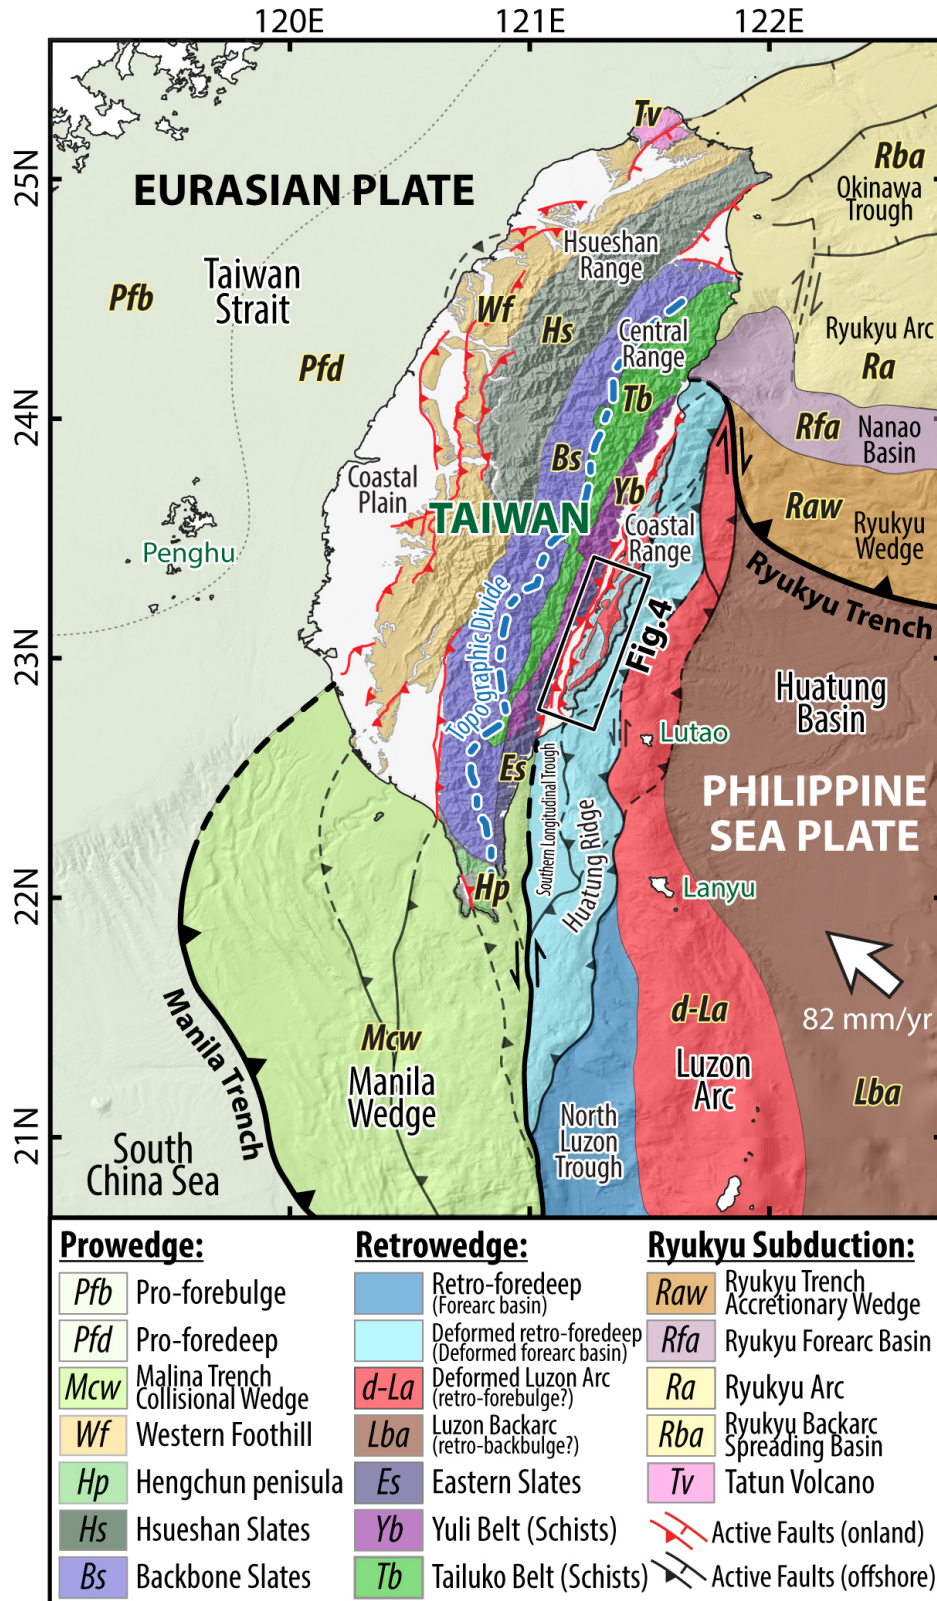 120E
121E
122E
25N
24N
23N
22N
21N
Tv
EURASIAN PLATE
Rba
Okinawa
Trough
Hsueshan
Range
Taiwan
Strait
Pfb
Wf
Hs
Central
Range
Ryukyu Arc
Ra
Pfd
Tb
Rfa
Nanao
Basin
Bs
Coastal
Plain
Yb
Raw
TAIWAN
Coastal
Range
Ryukyu
Wedge
Penghu
Ryukyu Trench
Topographic Divide
Fig.4
Huatung
Basin
Lutao
Es
Southern Longitudinal Trough
PHILIPPINE
SEA PLATE
Huatung Ridge
Hp
Lanyu
Manila Trench
d-La
82 mm/yr
Mcw
Manila
Wedge
Luzon
Arc
Lba
North
Luzon
Trough
South
China Sea
Prowedge:
Pfb Pro-forebulge
Pfd Pro-foredeep
Mcw Malina Trench
Collisional Wedge
Wf Western Foothill
Hp Hengchun penisula
Hs Hsueshan Slates
Bs Backbone Slates
Retrowedge:
Retro-foredeep
(Forearc basin)
Deformed retro-foredeep
(Deformed forearc basin)
d-La Deformed Luzon Arc
(retro-forebulge?)
Lba Luzon Backarc
(retro-backbulge?)
Es Eastern Slates
Yb Yuli Belt (Schists)
Tb Tailuko Belt (Schists)
Ryukyu Subduction:
Raw Ryukyu Trench
Accretionary Wedge
Rfa Ryukyu Forearc Basin
Ra Ryukyu Arc
Rba Ryukyu Backarc
Spreading Basin
Tv Tatun Volcano
Active Faults (onland)
Active Faults (offshore)